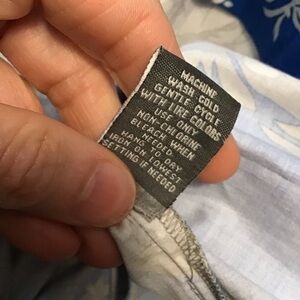 MACHINE
WASH COLD
GENTLE CYCLE
WITH LIKE COLORS
USE ONLY
NON-CHLORINE
BLEACH WHEN
NEEDED
HANG TO DRY
IRON ON LOWEST
SETTING IF NEEDED